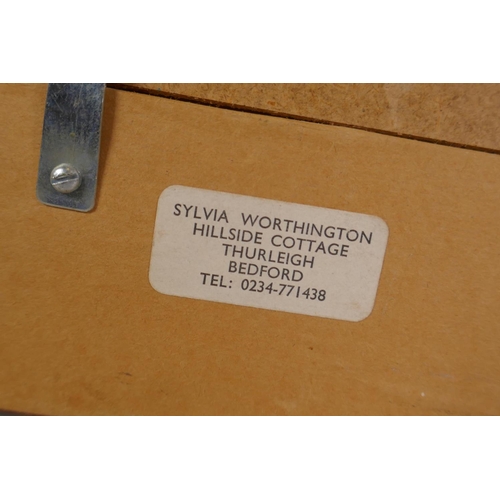 SYLVIA WORTHINGTON
HILLSIDE COTTAGE
THURLEIGH
BEDFORD
TEL: 0234-771438